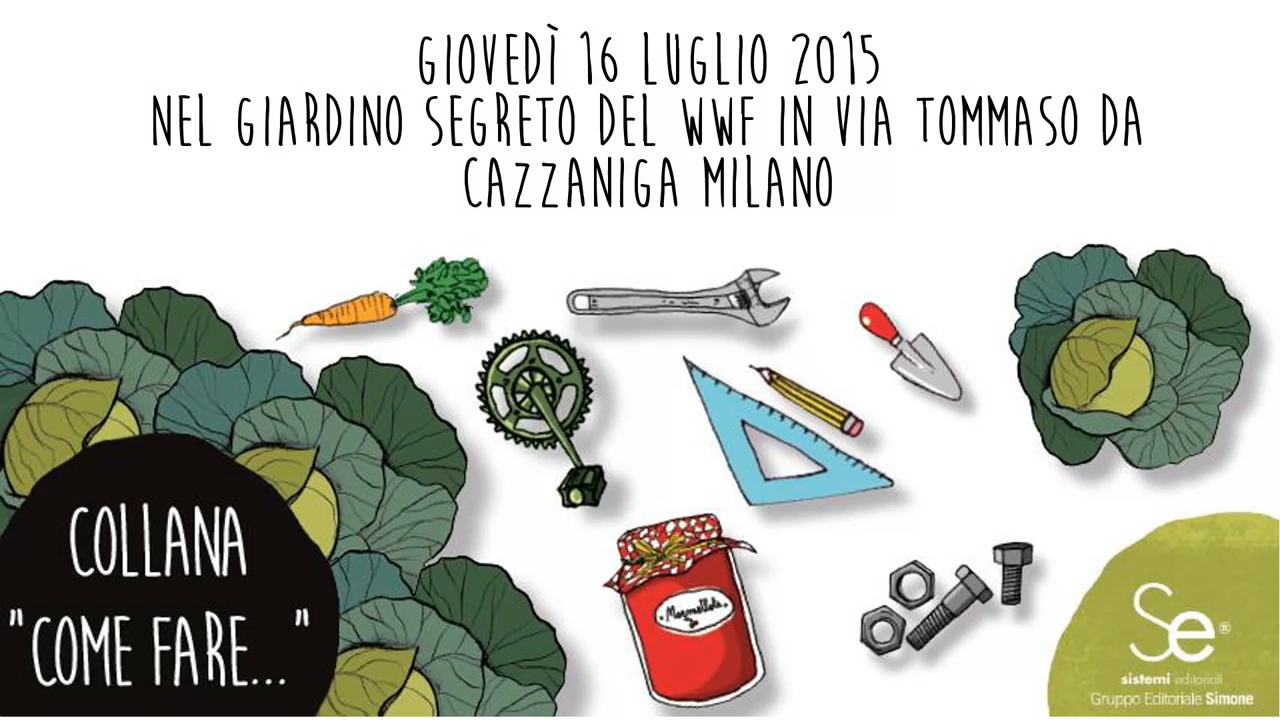 GIOVEDÌ 16 LUGLIO 2015
NEL GIARDINO SEGRETO DEL WWF IN VIA TOMMASO DA
CAZZANIGA MILANO
COLLANA
"COME FARE..."
Marmellata
Se®
sistemi editoriali
Gruppo Editoriale Simone